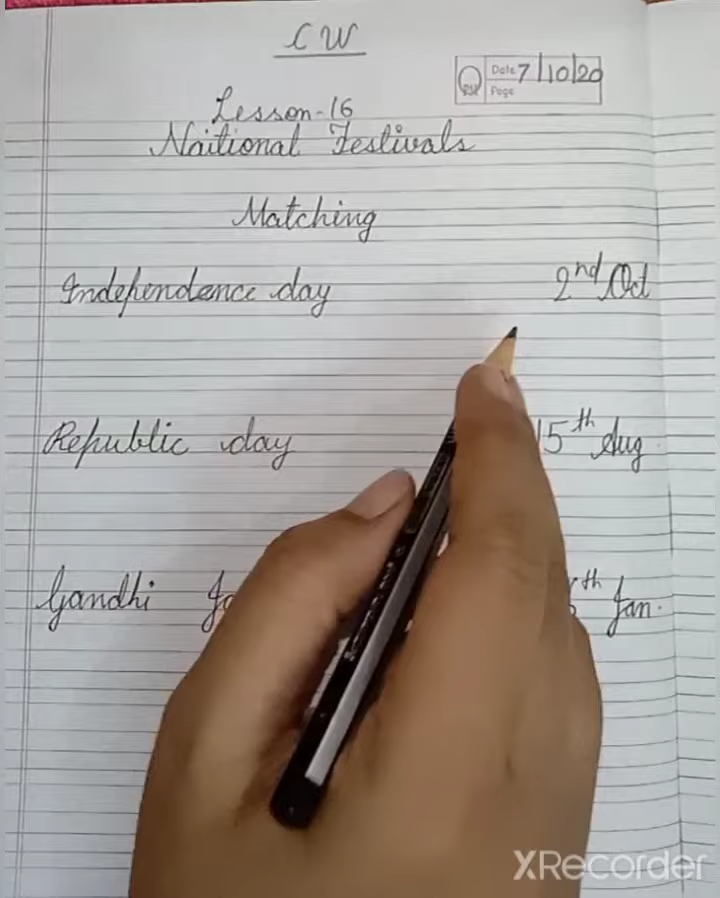 CW
Date 7/10/20
Page
Lesson-16
Naitional Festivals
Matching
Independence day 2nd Oct
Republic day 15th Aug
Gandhi th Jan.
XRecorder